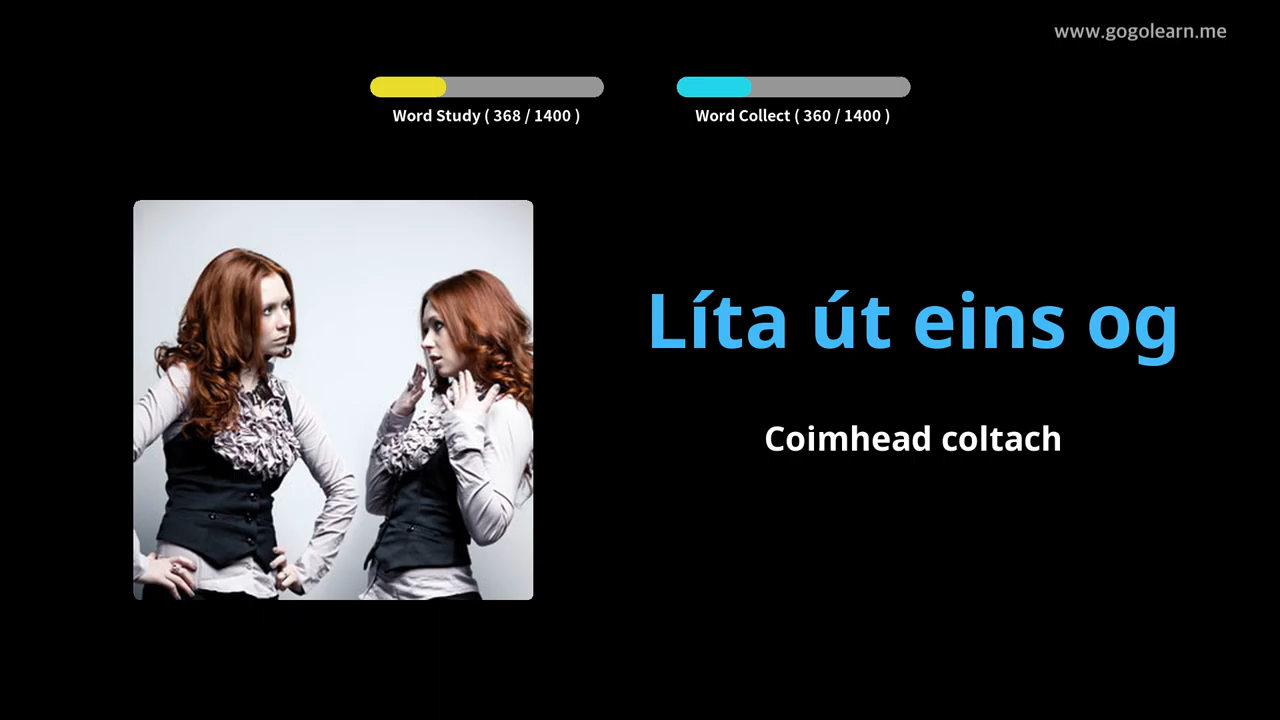 www.gogolearn.me
Word Study ( 368 / 1400 )
Word Collect ( 360 / 1400 )
Líta út eins og
Coimhead coltach